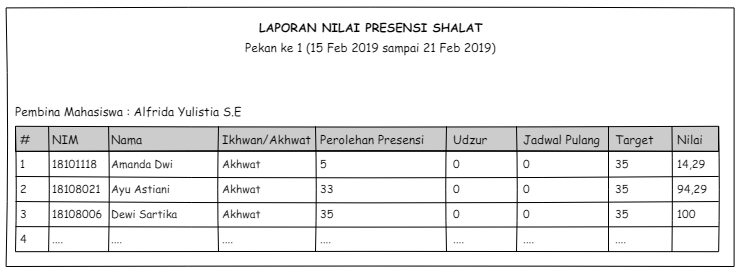 LAPORAN NILAI PRESENSI SHALAT
Pekan ke 1 (15 Feb 2019 sampai 21 Feb 2019)
Pembina Mahasiswa : Alfrida Yulistia S.E
# NIM Nama Ikhwan/Akhwat Perolehan Presensi Udzur Jadwal Pulang Target Nilai
1 18101118 Amanda Dwi Akhwat 5 0 0 35 14,29
2 18108021 Ayu Astiani Akhwat 33 0 0 35 94,29
3 18108006 Dewi Sartika Akhwat 35 0 0 35 100
4 .... .... .... .... .... .... ....